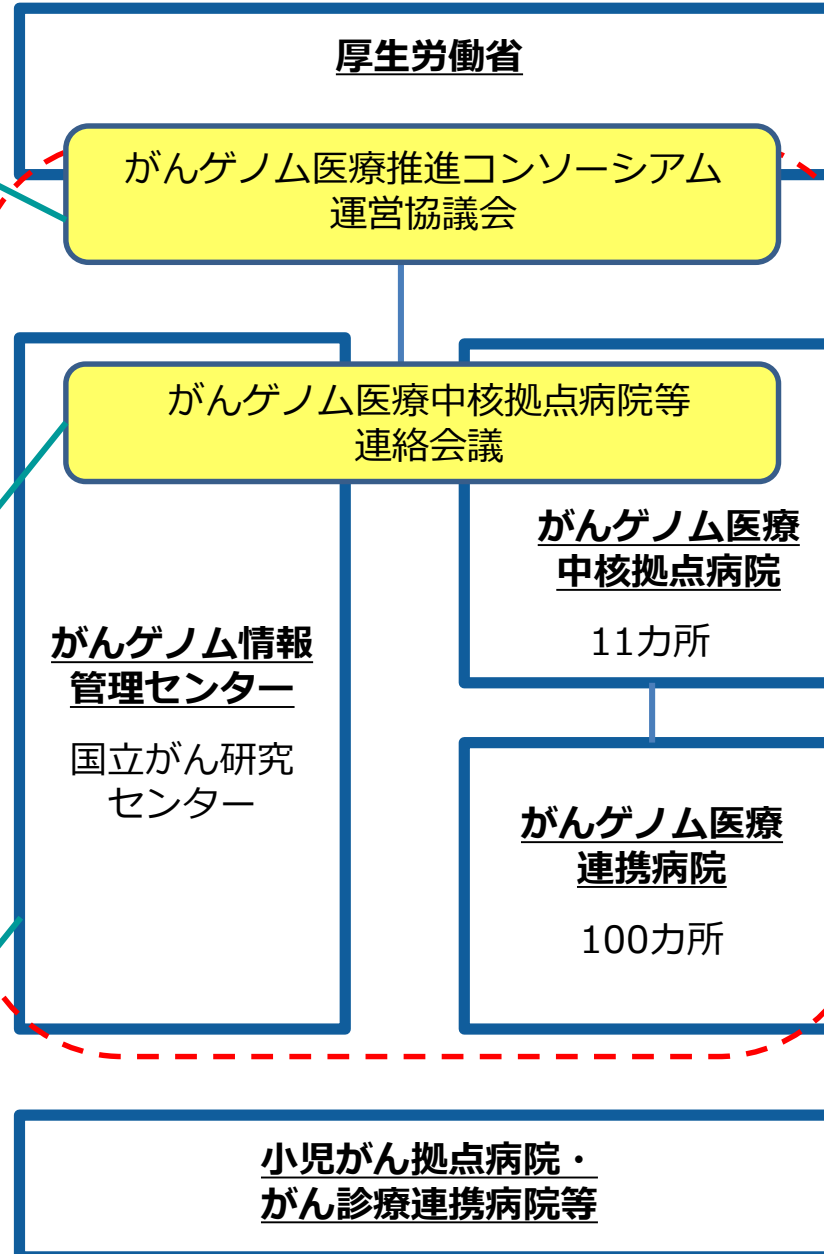 厚生労働省
がんゲノム医療推進コンソーシアム
運営協議会
がんゲノム医療中核拠点病院等
連絡会議
がんゲノム情報
管理センター
国立がん研究
センター
がんゲノム医療
中核拠点病院
11カ所
がんゲノム医療
連携病院
100カ所
小児がん拠点病院・
がん診療連携病院等